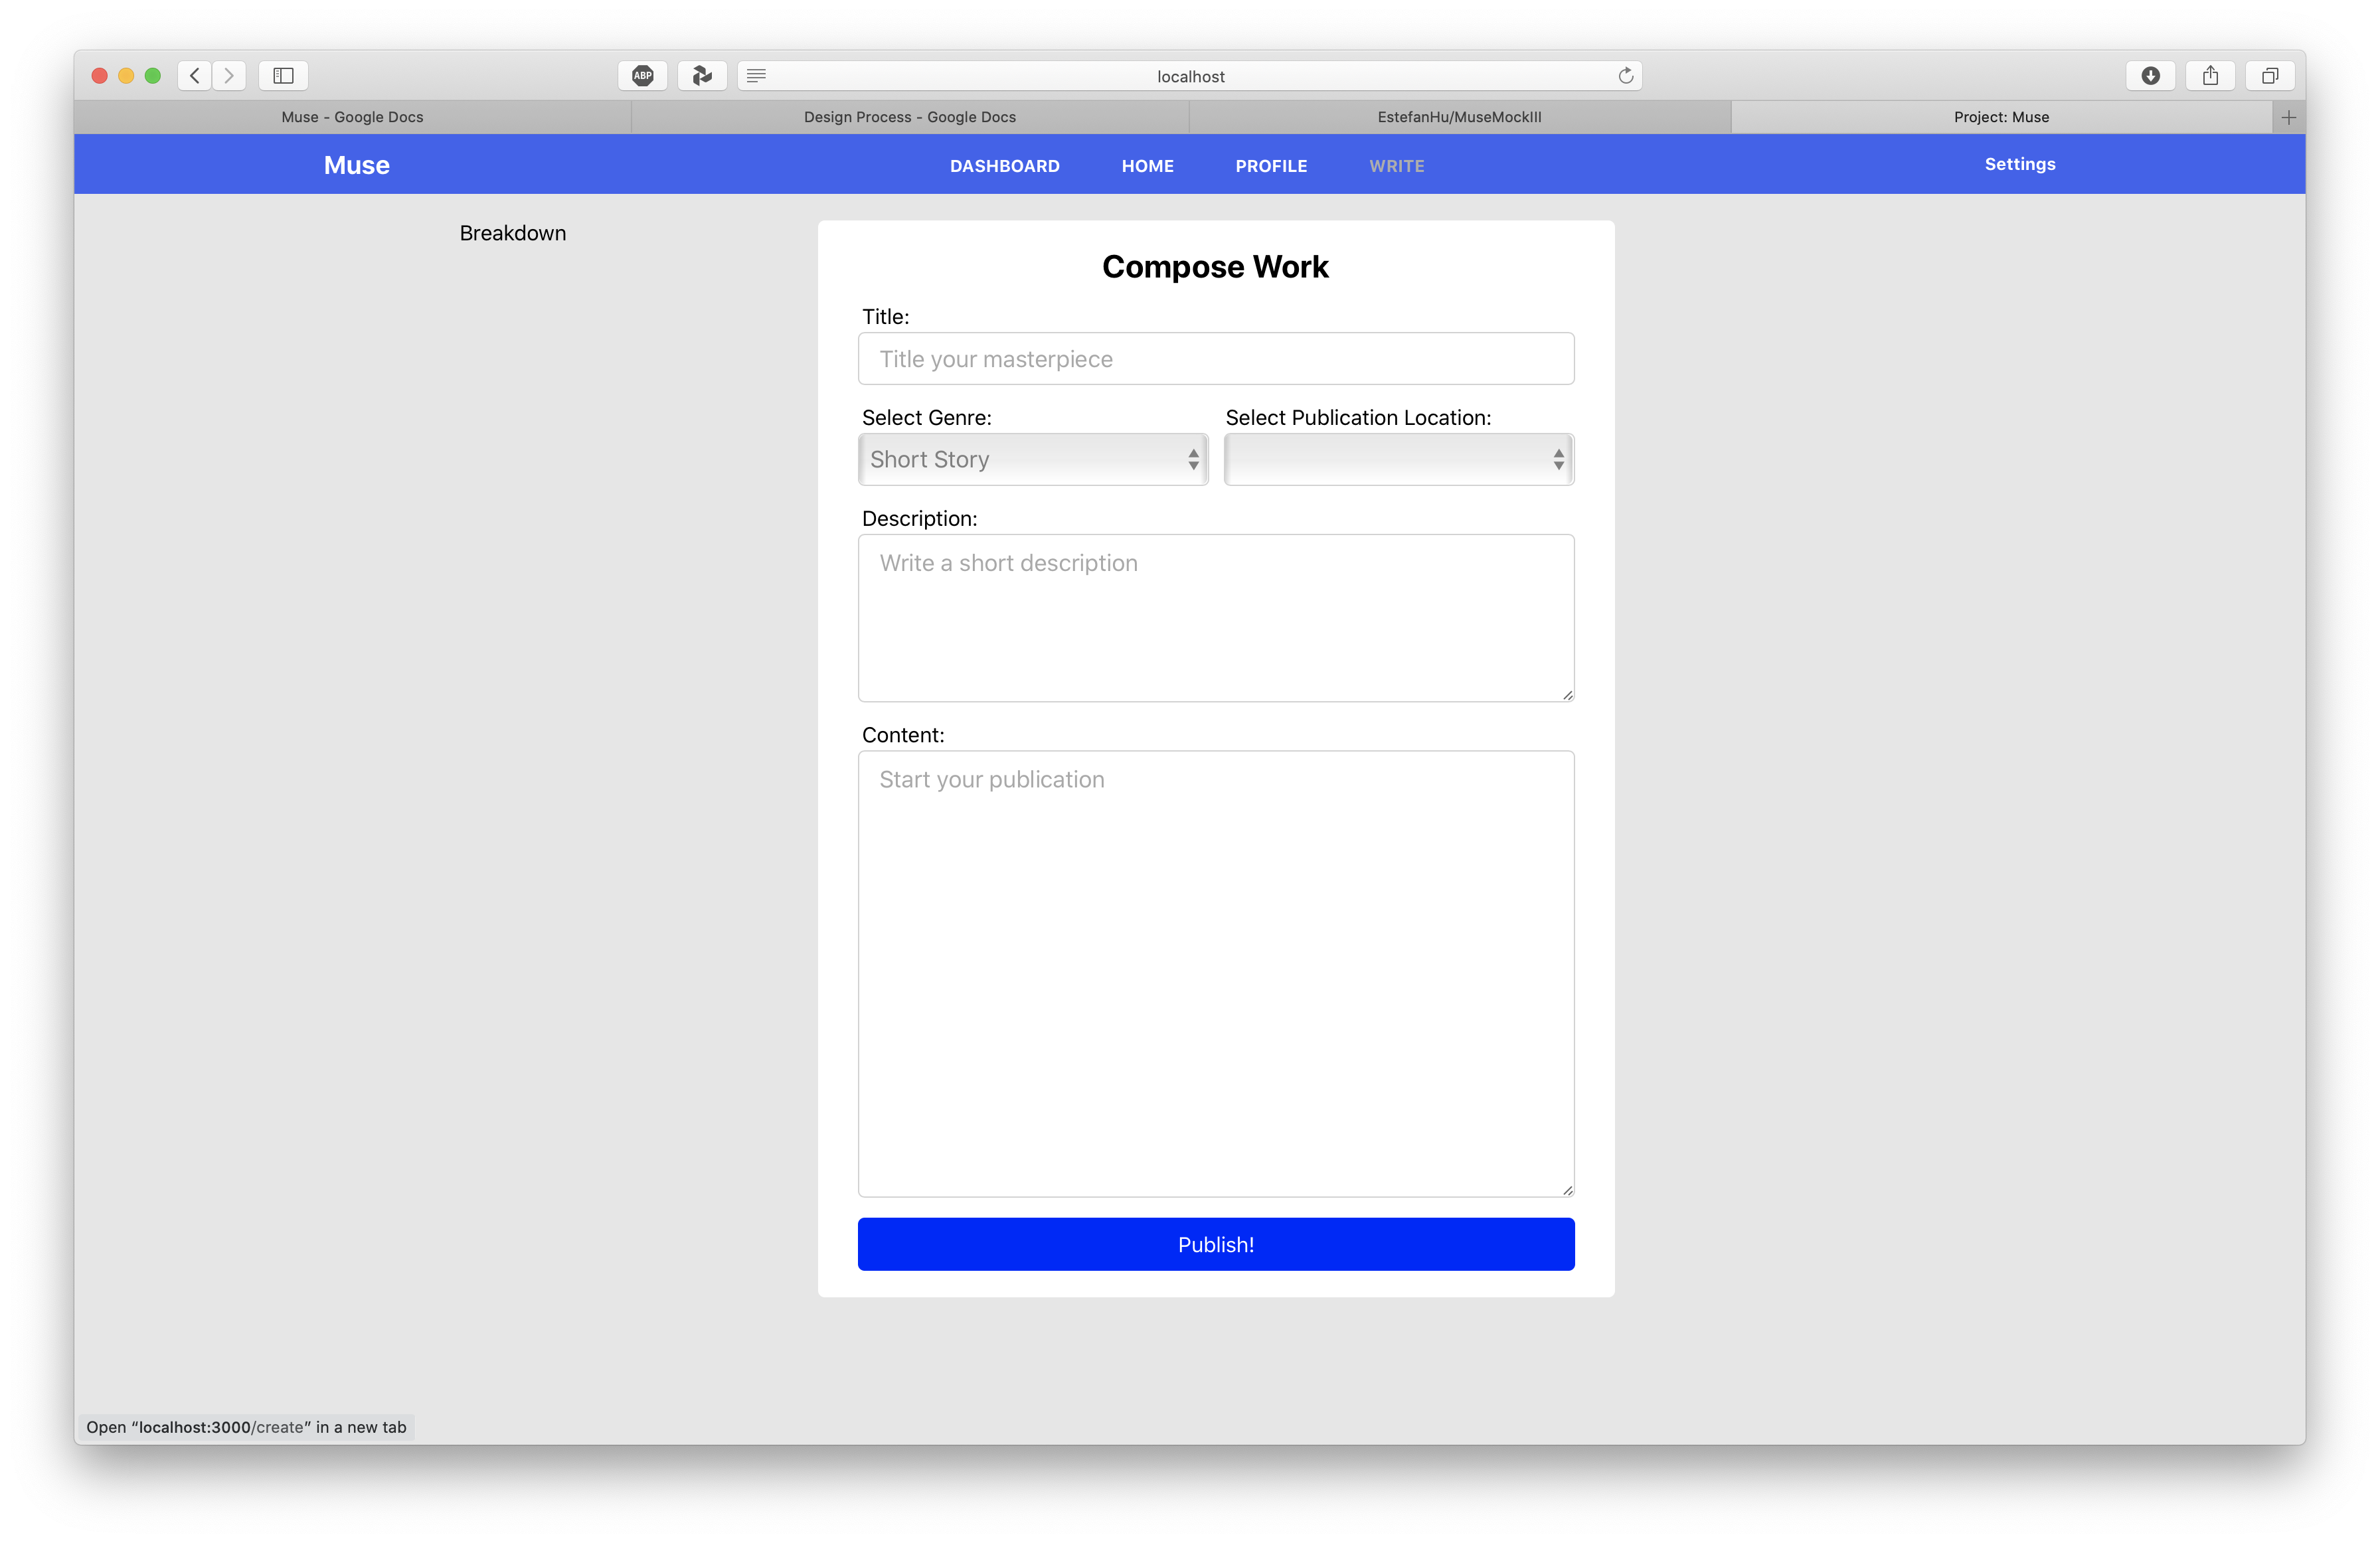 ABP
localhost
Muse - Google Docs
Design Process - Google Docs
EstefanHu/MuseMockIII
Project: Muse
Muse
DASHBOARD
HOME
PROFILE
WRITE
Settings
Breakdown
Compose Work
Title:
Title your masterpiece
Select Genre:
Select Publication Location:
Short Story
Description:
Write a short description
Content:
Start your publication
Publish!
Open “localhost:3000/create” in a new tab